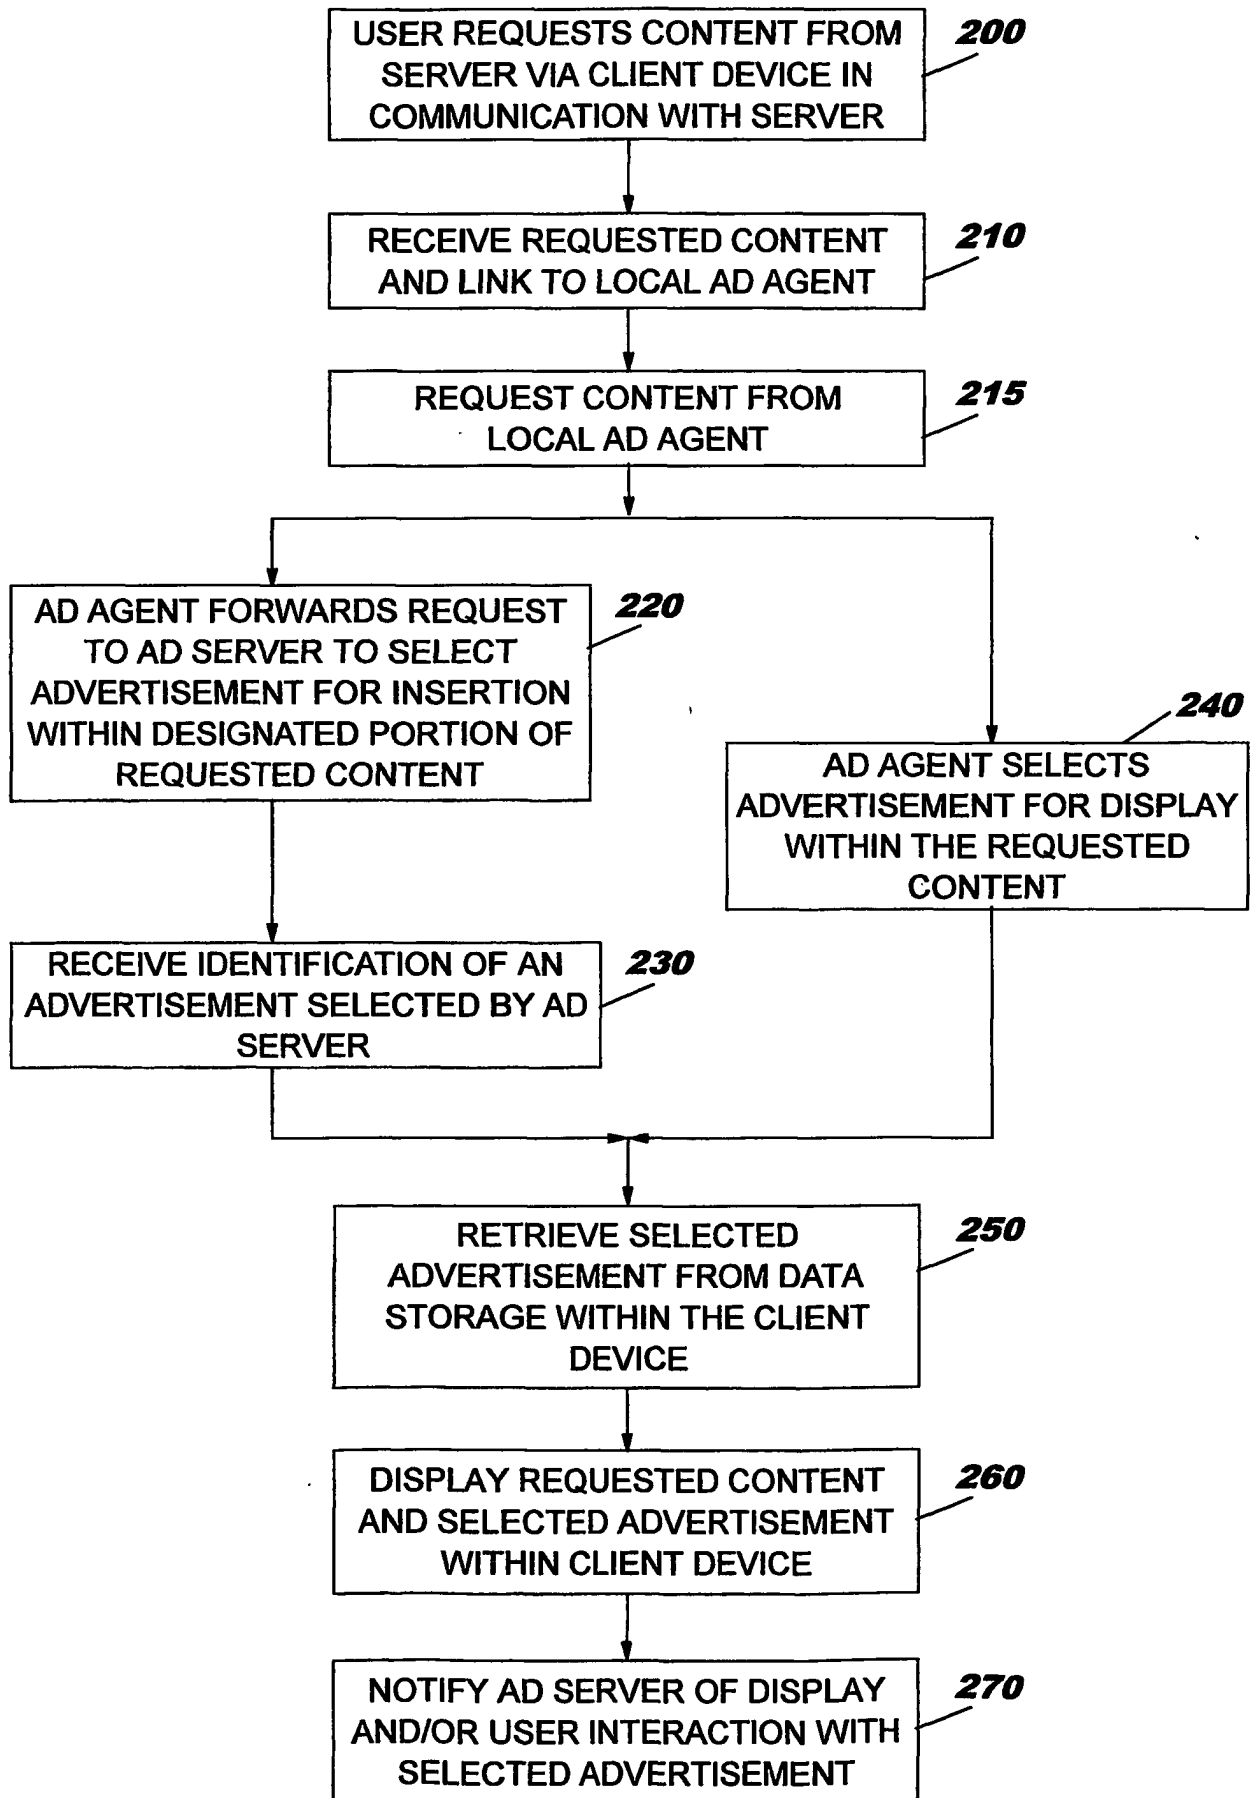 USER REQUESTS CONTENT FROM
SERVER VIA CLIENT DEVICE IN
COMMUNICATION WITH SERVER
200
RECEIVE REQUESTED CONTENT
AND LINK TO LOCAL AD AGENT
210
REQUEST CONTENT FROM
LOCAL AD AGENT
215
AD AGENT FORWARDS REQUEST
TO AD SERVER TO SELECT
ADVERTISEMENT FOR INSERTION
WITHIN DESIGNATED PORTION OF
REQUESTED CONTENT
220
AD AGENT SELECTS
ADVERTISEMENT FOR DISPLAY
WITHIN THE REQUESTED
CONTENT
240
RECEIVE IDENTIFICATION OF AN
ADVERTISEMENT SELECTED BY AD
SERVER
230
RETRIEVE SELECTED
ADVERTISEMENT FROM DATA
STORAGE WITHIN THE CLIENT
DEVICE
250
DISPLAY REQUESTED CONTENT
AND SELECTED ADVERTISEMENT
WITHIN CLIENT DEVICE
260
NOTIFY AD SERVER OF DISPLAY
AND/OR USER INTERACTION WITH
SELECTED ADVERTISEMENT
270